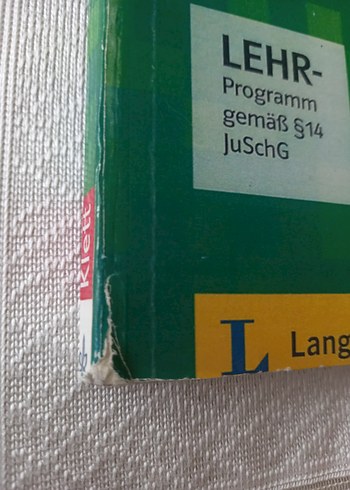 LEHR-
Programm
gemäß §14
JuSchG
Klett
L Lang